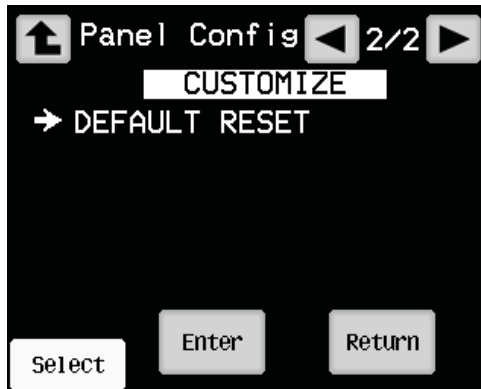 Panel Config 2/2
CUSTOMIZE
DEFAULT RESET
Enter Return
Select